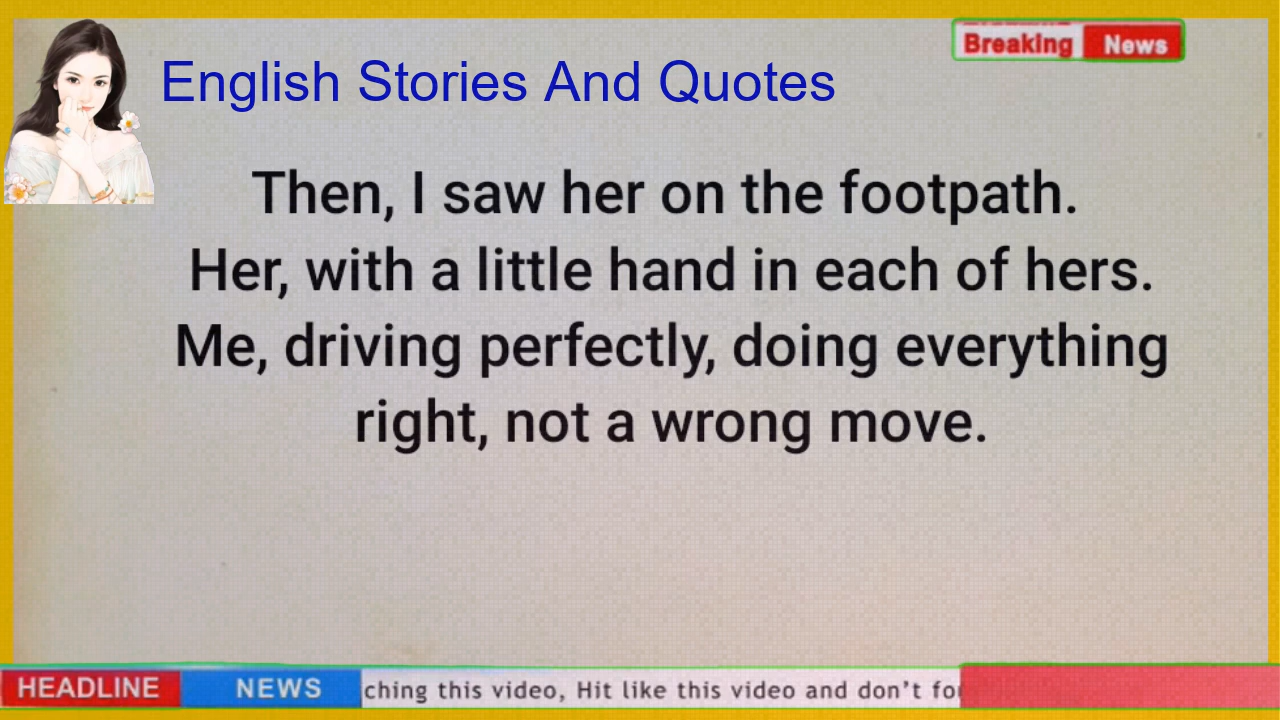 Breaking News
English Stories And Quotes
Then, I saw her on the footpath.
Her, with a little hand in each of hers.
Me, driving perfectly, doing everything
right, not a wrong move.
HEADLINE NEWS ching this video, Hit like this video and don't fo